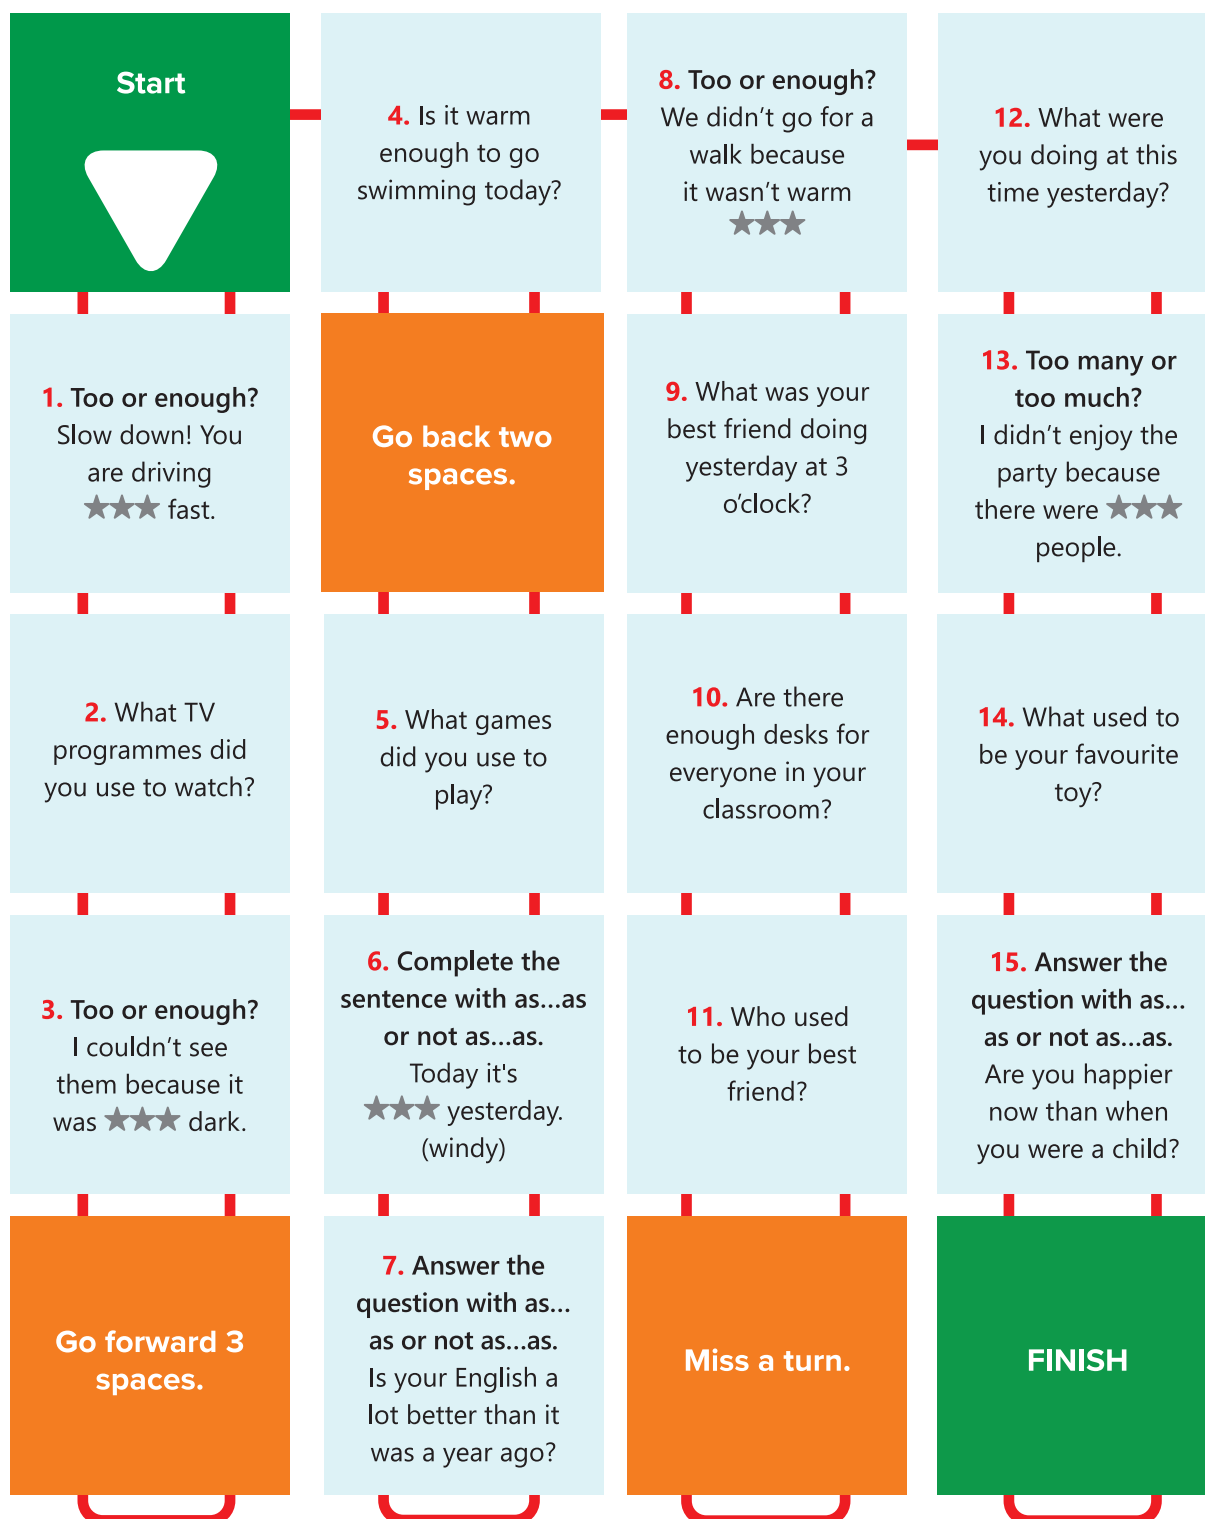 Start
1. Too or enough?
Slow down! You
are driving
★★★ fast.
2. What TV
programmes did
you use to watch?
3. Too or enough?
I couldn't see
them because it
was ★★★ dark.
Go forward 3
spaces.
4. Is it warm
enough to go
swimming today?
Go back two
spaces.
5. What games
did you use to
play?
6. Complete the
sentence with as...as
or not as...as.
Today it's
★★★ yesterday.
(windy)
7. Answer the
question with as...
as or not as...as.
Is your English a
lot better than it
was a year ago?
8. Too or enough?
We didn't go for a
walk because
it wasn't warm
★★★
9. What was your
best friend doing
yesterday at 3
o'clock?
10. Are there
enough desks for
everyone in your
classroom?
11. Who used
to be your best
friend?
Miss a turn.
12. What were
you doing at this
time yesterday?
13. Too many or
too much?
I didn't enjoy the
party because
there were ★★★
people.
14. What used to
be your favourite
toy?
15. Answer the
question with as...
as or not as...as.
Are you happier
now than when
you were a child?
FINISH